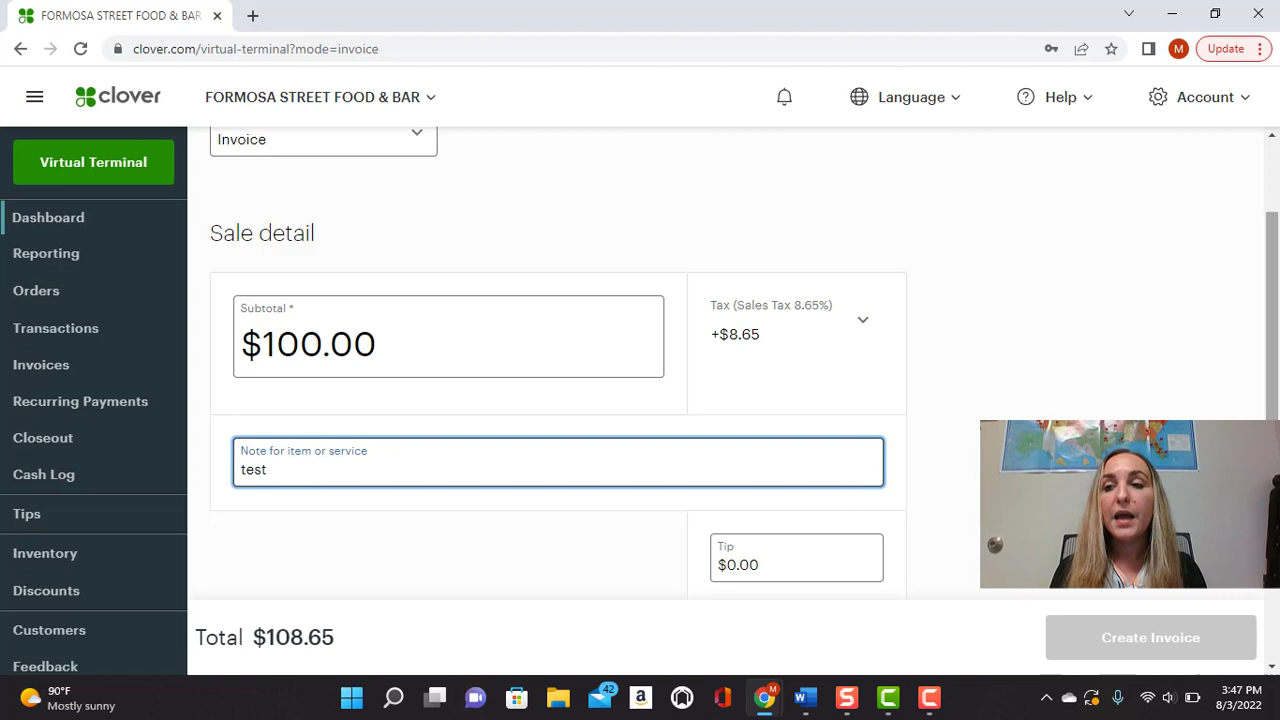 FORMOSA STREET FOOD & BAR
clover.com/virtual-terminal?mode=invoice
M
Update
clover
FORMOSA STREET FOOD & BAR
Language
Help
Account
Virtual Terminal
Dashboard
Reporting
Orders
Transactions
Invoices
Recurring Payments
Closeout
Cash Log
Tips
Inventory
Discounts
Customers
Feedback
Invoice
Sale detail
Subtotal *
$100.00
Tax (Sales Tax 8.65%)
+$8.65
Note for item or service
test
Tip
$0.00
Total $108.65
Create Invoice
90°F
Mostly sunny
42
M
3:47 PM
8/3/2022